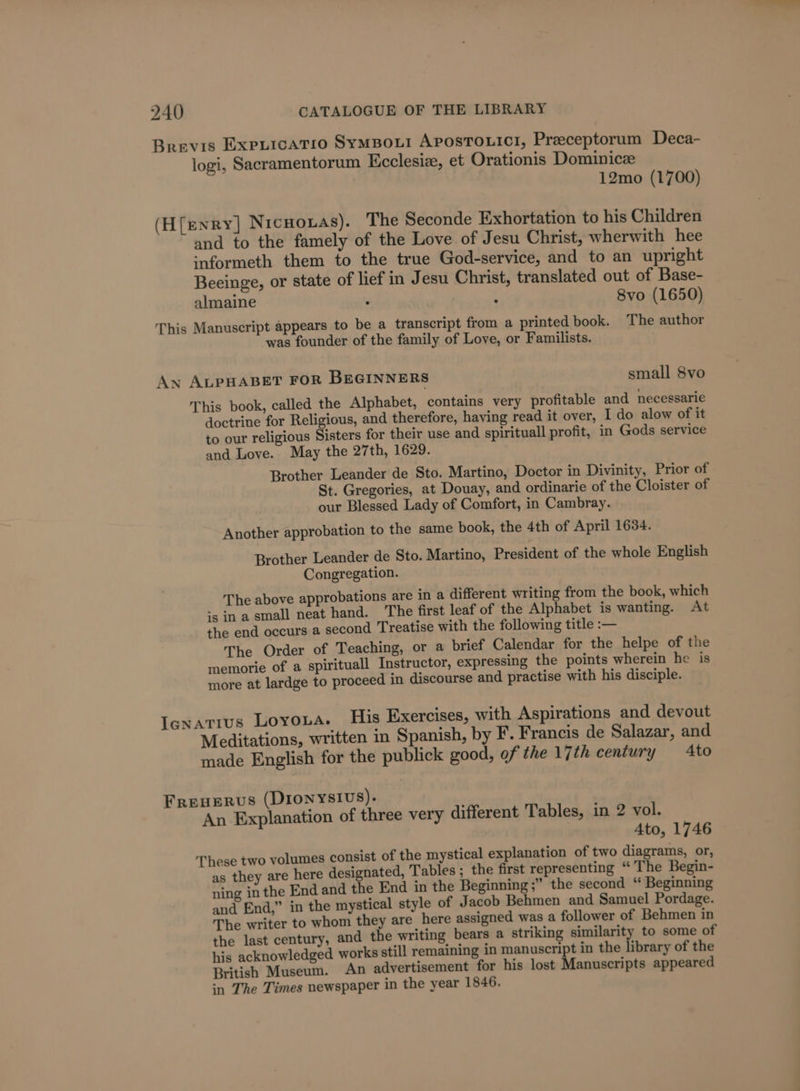 240 CATALOGUE OF THE LIBRARY
Brevis Explicatio Symboli Apostolici, Præceptorum Deca-
logi, Sacramentorum Ecclesiæ, et Orationis Dominicæ
12mo (1700)
(H[enry] Nicholas). The Seconde Exhortation to his Children
and to the famely of the Love of Jesu Christ, wherwith hee
informeth them to the true God-service, and to an upright
Beeinge, or state of lief in Jesu Christ, translated out of Base-
almaine . . 8vo (1650)
This Manuscript appears to be a transcript from a printed book. The author
was founder of the family of Love, or Familists.
An Alphabet for Beginners small 8vo
This book, called the Alphabet, contains very profitable and necessarie
doctrine for Religious, and therefore, having read it over, I do alow of it
to our religious Sisters for their use and spirituall profit, in Gods service
and Love. May the 27th, 1629.
Brother Leander de Sto. Martino, Doctor in Divinity, Prior of
St. Gregories, at Douay, and ordinarie of the Cloister of
our Blessed Lady of Comfort, in Cambray.
Another approbation to the same book, the 4th of April 1634.
Brother Leander de Sto. Martino, President of the whole English
Congregation.
The above approbations are in a different writing from the book, which
is in a small neat hand. The first leaf of the Alphabet is wanting. At
the end occurs a second Treatise with the following title :—
The Order of Teaching, or a brief Calendar for the helpe of the
memorie of a spirituall Instructor, expressing the points wherein he is
more at lardge to proceed in discourse and practise with his disciple.
Ignatius Loyola. His Exercises, with Aspirations and devout
Meditations, written in Spanish, by F. Francis de Salazar, and
made English for the publick good, of the 17th century 4to
Freherus (Dionysius).
An Explanation of three very different Tables, in 2 vol.
4to, 1746
These two volumes consist of the mystical explanation of two diagrams, or,
as they are here designated, Tables; the first representing “The Begin-
ning in the End and the End in the Beginning;” the second “Beginning
and End,” in the mystical style of Jacob Behmen and Samuel Pordage.
The writer to whom they are here assigned was a follower of Behmen in
the last century, and the writing bears a striking similarity to some of
his acknowledged works still remaining in manuscript in the library of the
British Museum. An advertisement for his lost Manuscripts appeared
in The Times newspaper in the year 1846.